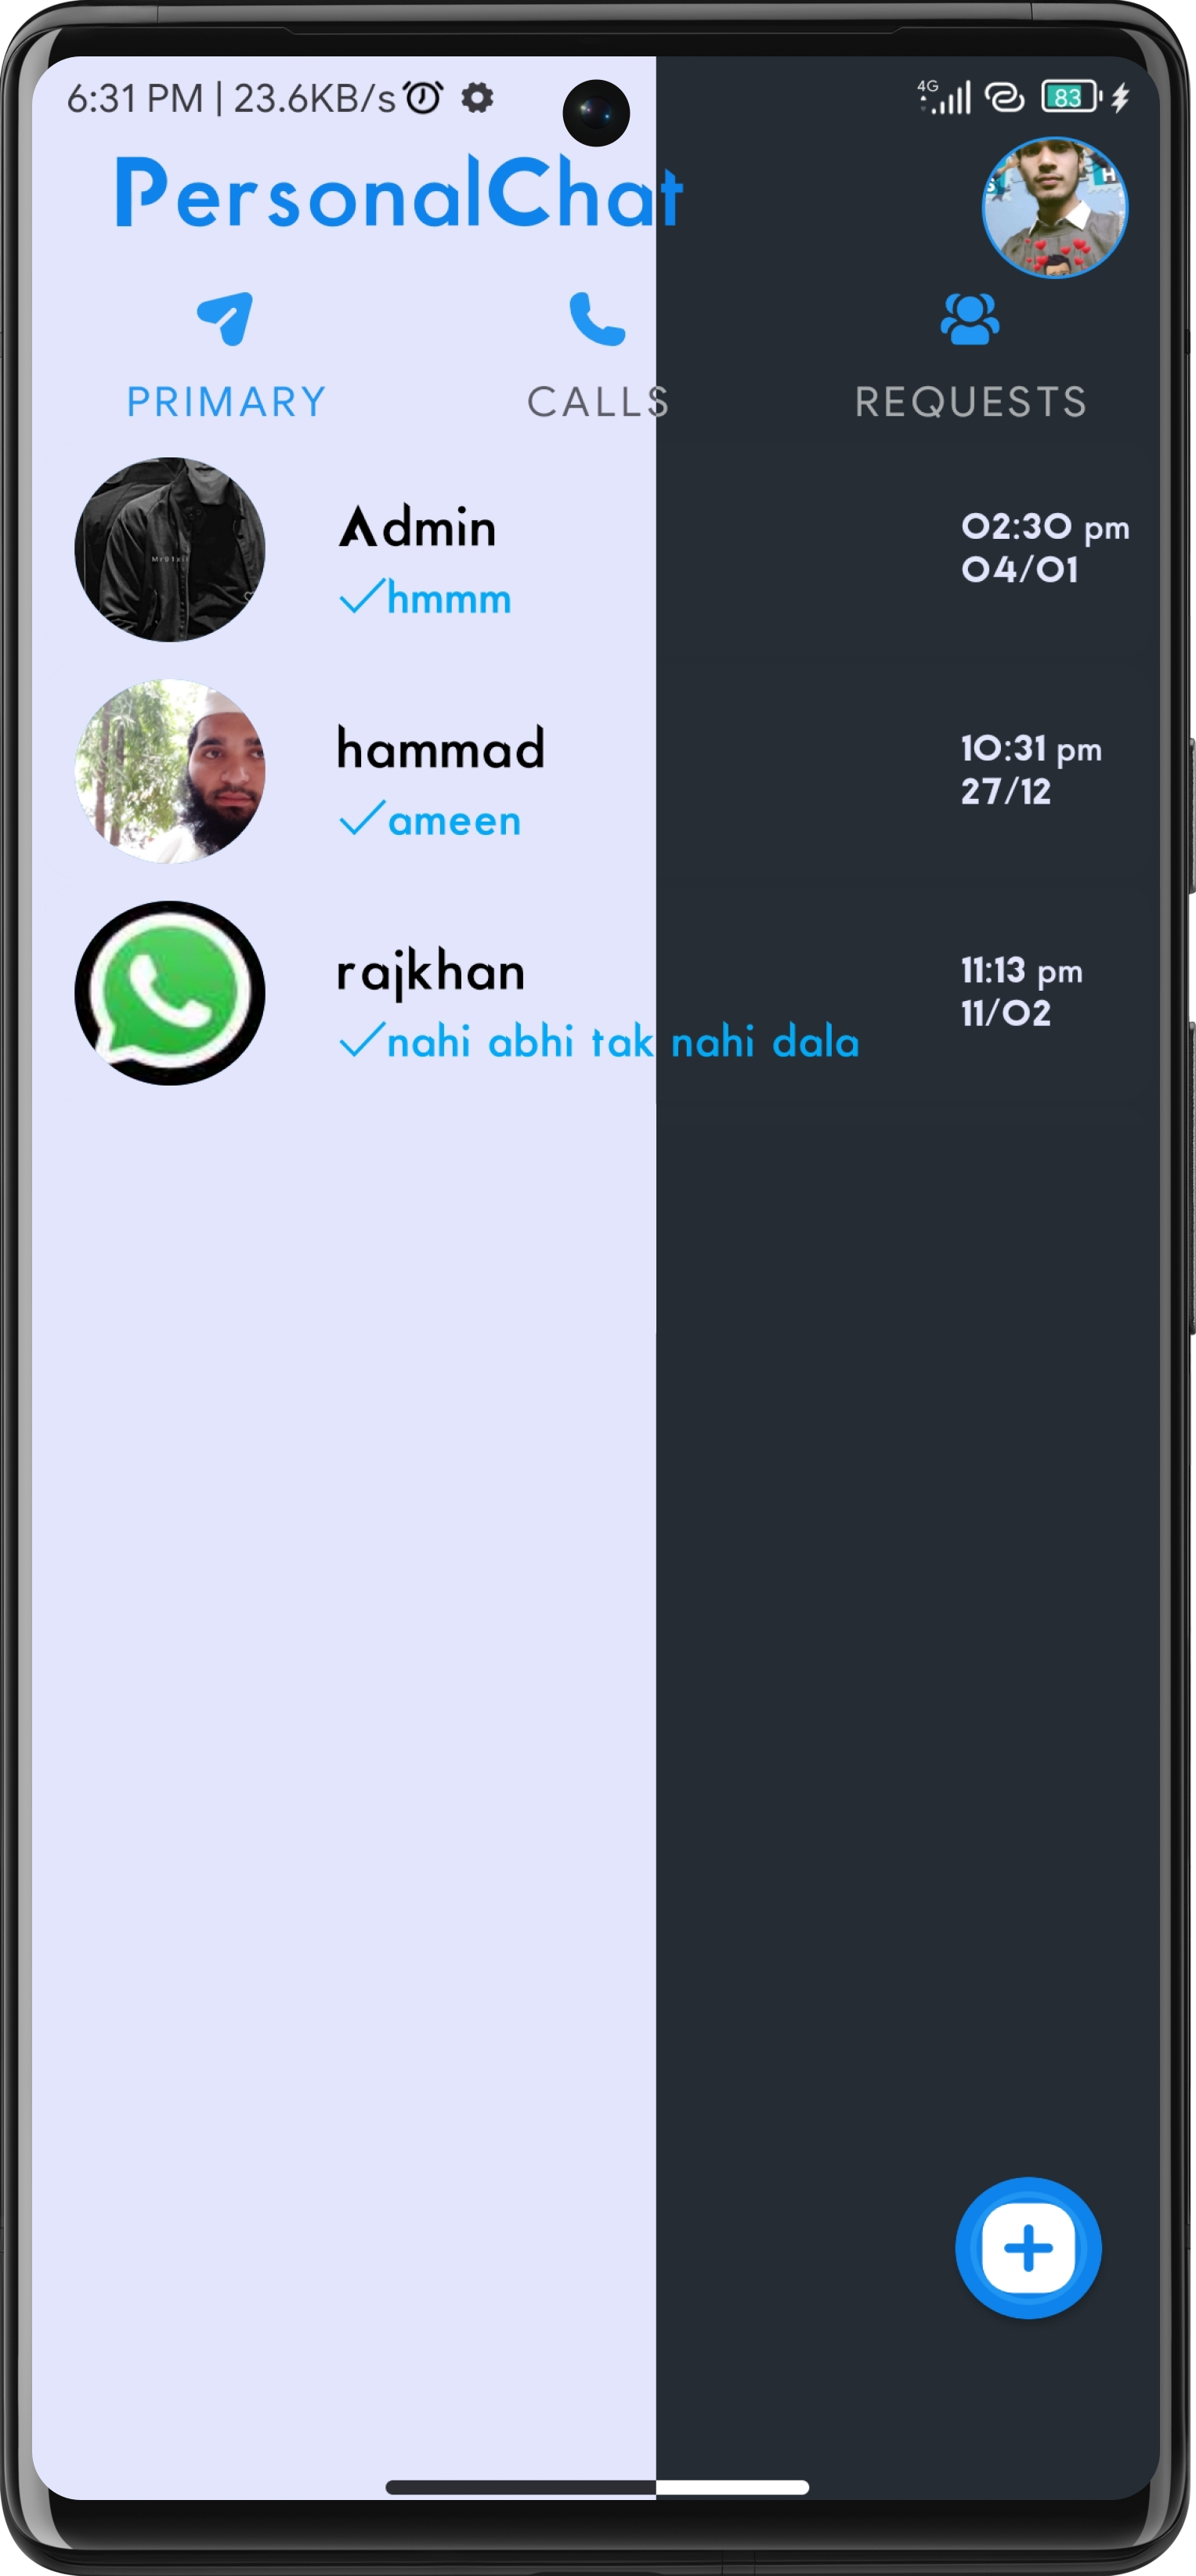 6:31 PM | 23.6KB/s 4G 83
PersonalChat
PRIMARY CALLS REQUESTS
Admin 02:30 pm
hmmm 04/01
hammad 10:31 pm
ameen 27/12
rajkhan 11:13 pm
nahi abhi tak nahi dala 11/02